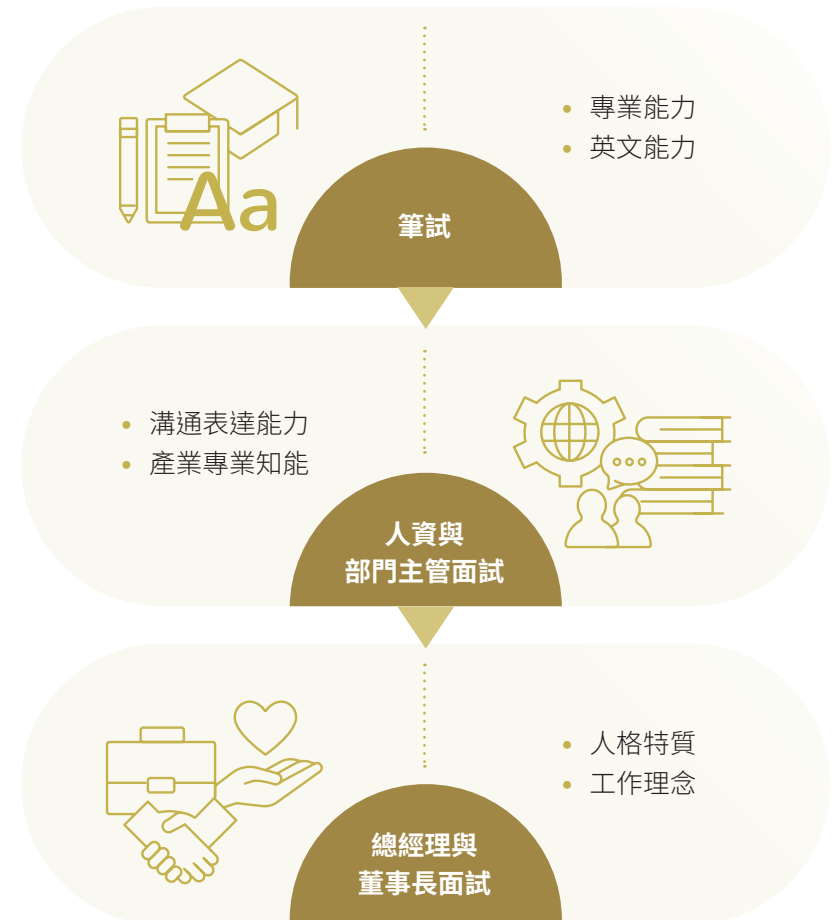 專業能力
英文能力
Aa
筆試
溝通表達能力
產業專業知能
人資與
部門主管面試
人格特質
工作理念
總經理與
董事長面試